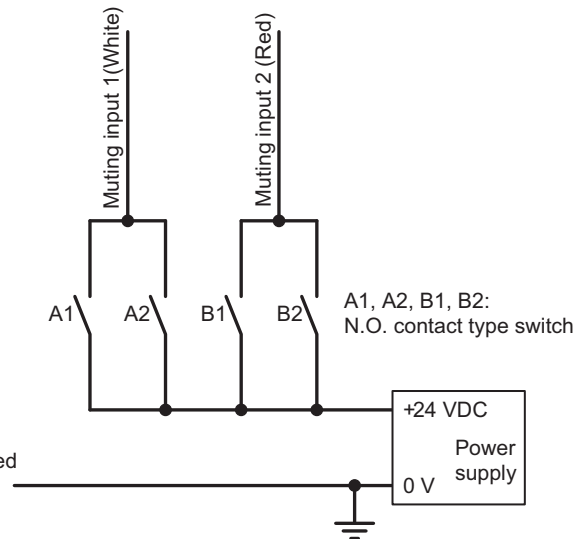 Muting input 1(White)
Muting input 2 (Red)
A1
A2
B1
B2
A1, A2, B1, B2:
N.O. contact type switch
+24 VDC
Power
supply
0 V
ed